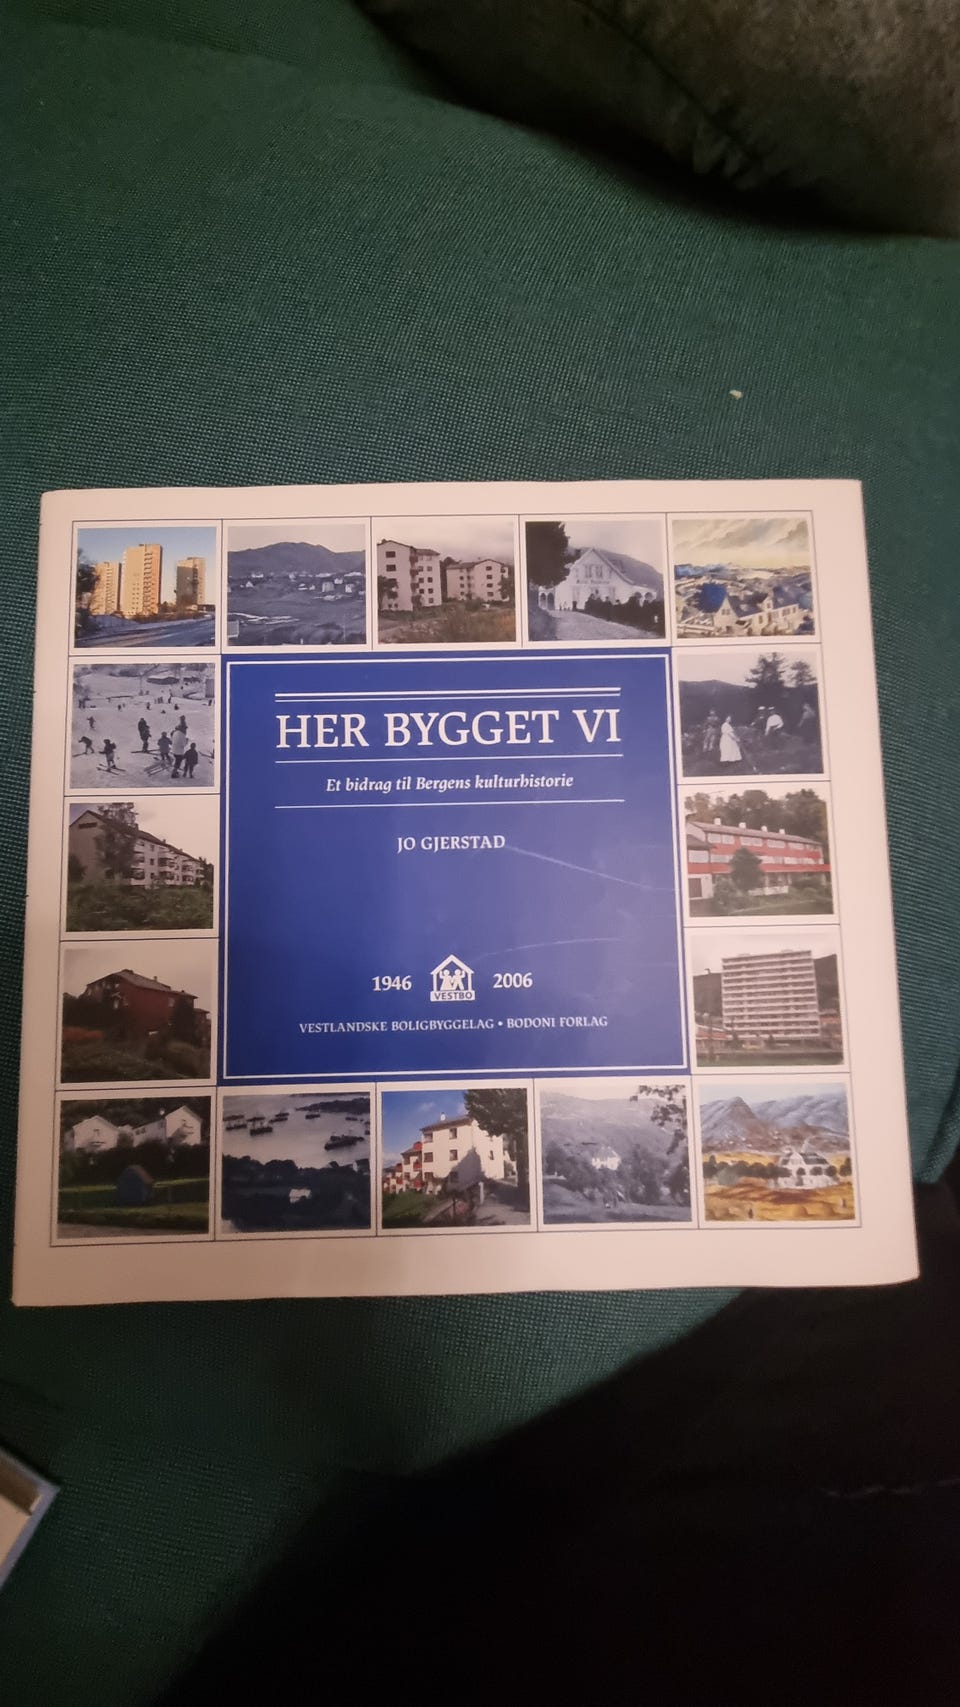 HER BYGGET VI
Et bidrag til Bergens kulturhistorie
JO GJERSTAD
1946 VESTBO 2006
VESTLANDSKE BOLIGBYGGELAG • BODONI FORLAG